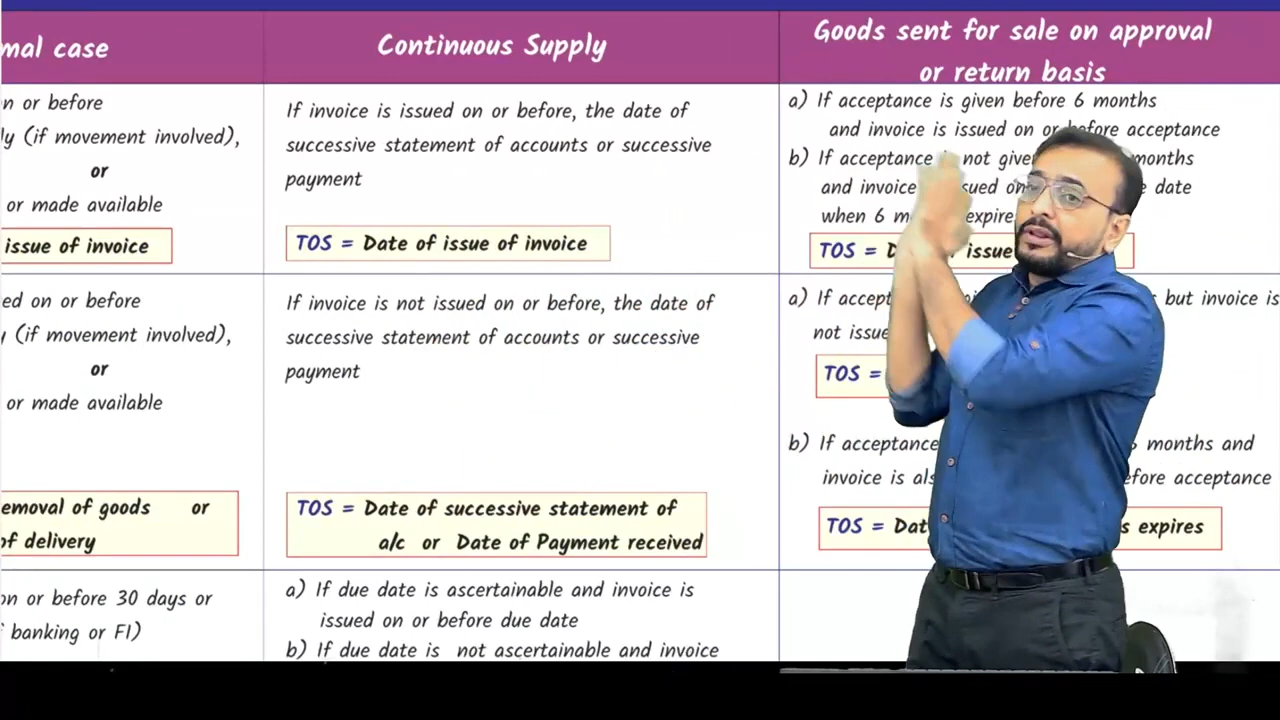 mal case
n or before
ly (if movement involved),
or
or made available
issue of invoice
ed on or before
(if movement involved),
or
or made available
emoval of goods or
of delivery
on or before 30 days or
banking or FI)
Continuous Supply
If invoice is issued on or before, the date of
successive statement of accounts or successive
payment
TOS = Date of issue of invoice
If invoice is not issued on or before, the date of
successive statement of accounts or successive
payment
TOS = Date of successive statement of
a/c or Date of Payment received
a) If due date is ascertainable and invoice is
issued on or before due date
b) If due date is not ascertainable and invoice
Goods sent for sale on approval
or return basis
a) If acceptance is given before 6 months
and invoice is issued on or before acceptance
b) If acceptance not months
and invoice date
when 6
TOS = issue
a) If but invoice is
not
TOS =
b) If acceptance months and
invoice is before acceptance
TOS = expires